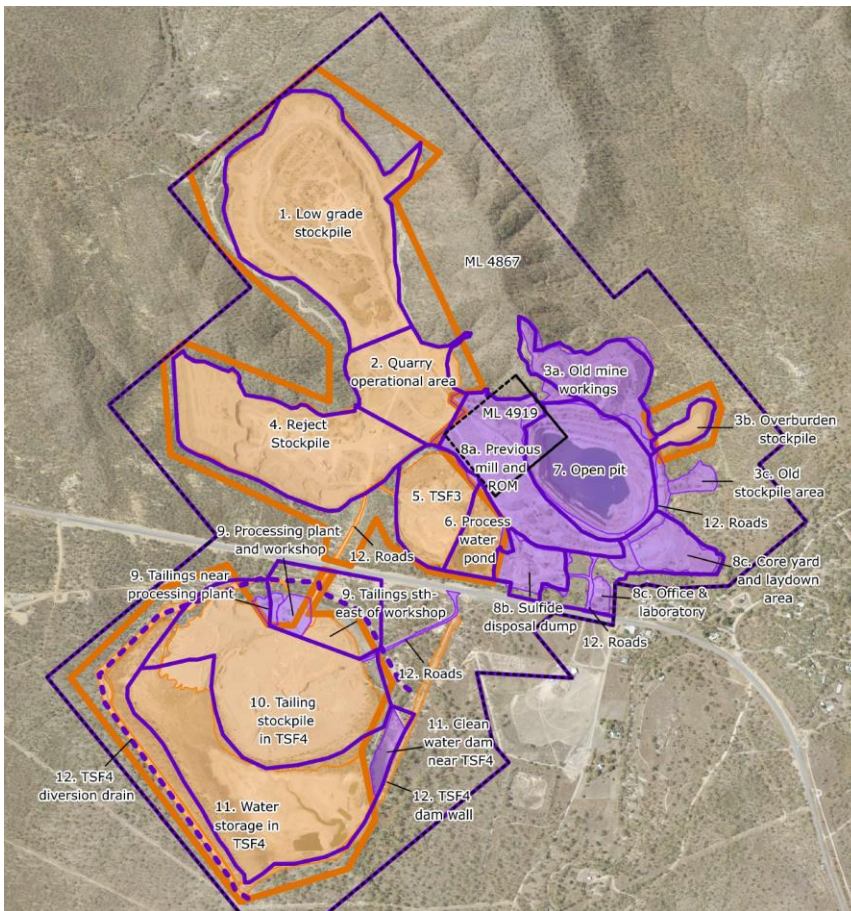 1. Low grade
stockpile
ML 4867
2. Quarry
operational area
3a. Old mine
workings
ML 4919
3b. Overburden
stockpile
4. Reject
Stockpile
8a. Previous
mill and
ROM
7. Open pit
3c. Old
stockpile area
5. TSF3
6. Process
water
pond
12. Roads
9. Processing plant
and workshop
12. Roads
8c. Core yard
and laydown
area
9. Tailings near
processing plant
9. Tailings sth-
east of workshop
8b. Sulfide
disposal dump
8c. Office &
laboratory
12. Roads
12. Roads
10. Tailing
stockpile
in TSF4
11. Clean
water dam
near TSF4
12. TSF4
diversion drain
11. Water
storage in
TSF4
12. TSF4
dam wall